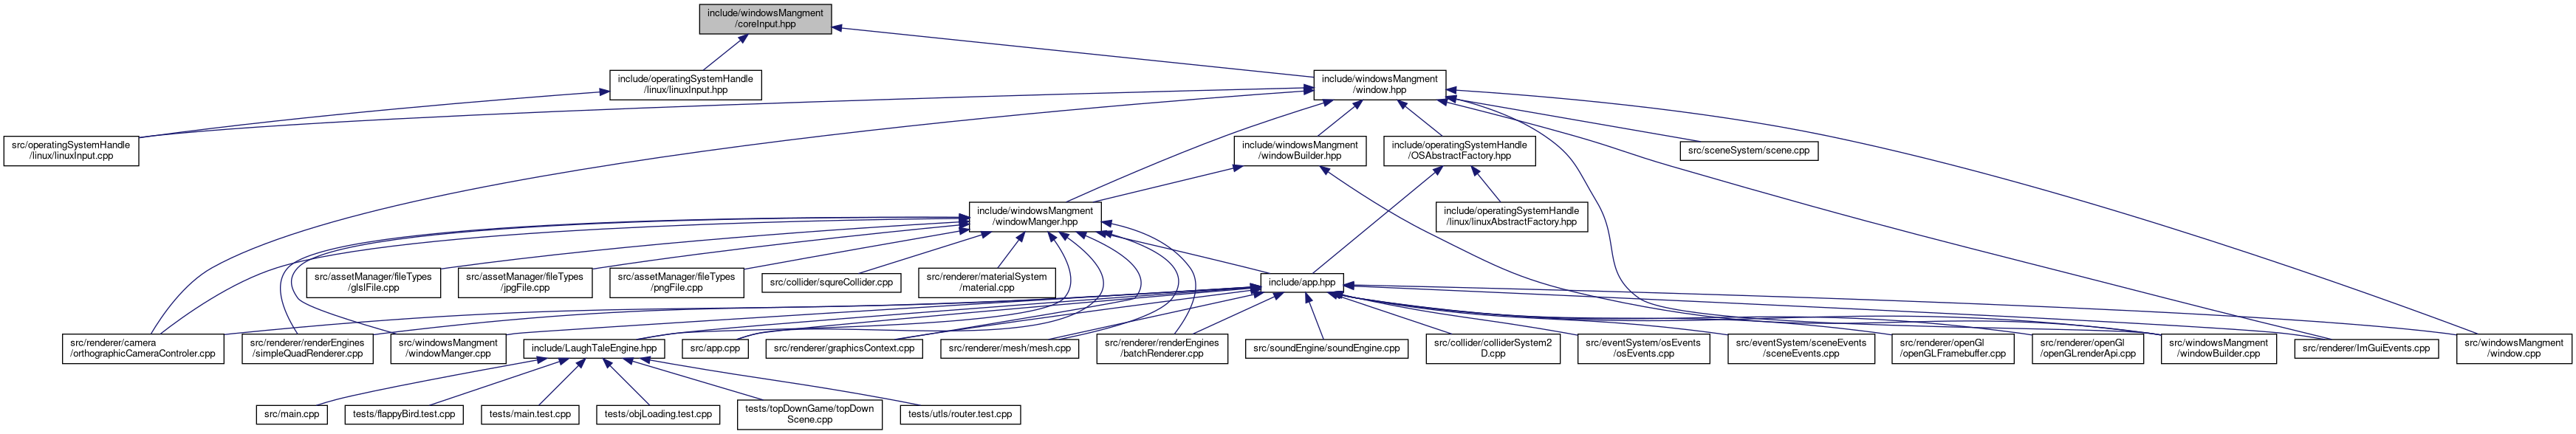 include/windowsMangment
/coreInput.hpp
include/operatingSystemHandle
/linux/linuxInput.hpp
include/windowsMangment
/window.hpp
src/operatingSystemHandle
/linux/linuxInput.cpp
include/windowsMangment
/windowBuilder.hpp
include/operatingSystemHandle
/OSAbstractFactory.hpp
src/sceneSystem/scene.cpp
include/windowsMangment
/windowManger.hpp
include/operatingSystemHandle
/linux/linuxAbstractFactory.hpp
src/assetManager/fileTypes
/glslFile.cpp
src/assetManager/fileTypes
/jpgFile.cpp
src/assetManager/fileTypes
/pngFile.cpp
src/collider/squreCollider.cpp
src/renderer/materialSystem
/material.cpp
include/app.hpp
src/renderer/camera
/orthographicCameraControler.cpp
src/renderer/renderEngines
/simpleQuadRenderer.cpp
src/windowsMangment
/windowManger.cpp
include/LaughTaleEngine.hpp
src/app.cpp
src/renderer/graphicsContext.cpp
src/renderer/mesh/mesh.cpp
src/renderer/renderEngines
/batchRenderer.cpp
src/soundEngine/soundEngine.cpp
src/collider/colliderSystem2
D.cpp
src/eventSystem/osEvents
/osEvents.cpp
src/eventSystem/sceneEvents
/sceneEvents.cpp
src/renderer/openGl
/openGLFramebuffer.cpp
src/renderer/openGl
/openGLrenderApi.cpp
src/windowsMangment
/windowBuilder.cpp
src/renderer/ImGuiEvents.cpp
src/windowsMangment
/window.cpp
src/main.cpp
tests/flappyBird.test.cpp
tests/main.test.cpp
tests/objLoading.test.cpp
tests/topDownGame/topDown
Scene.cpp
tests/utls/router.test.cpp